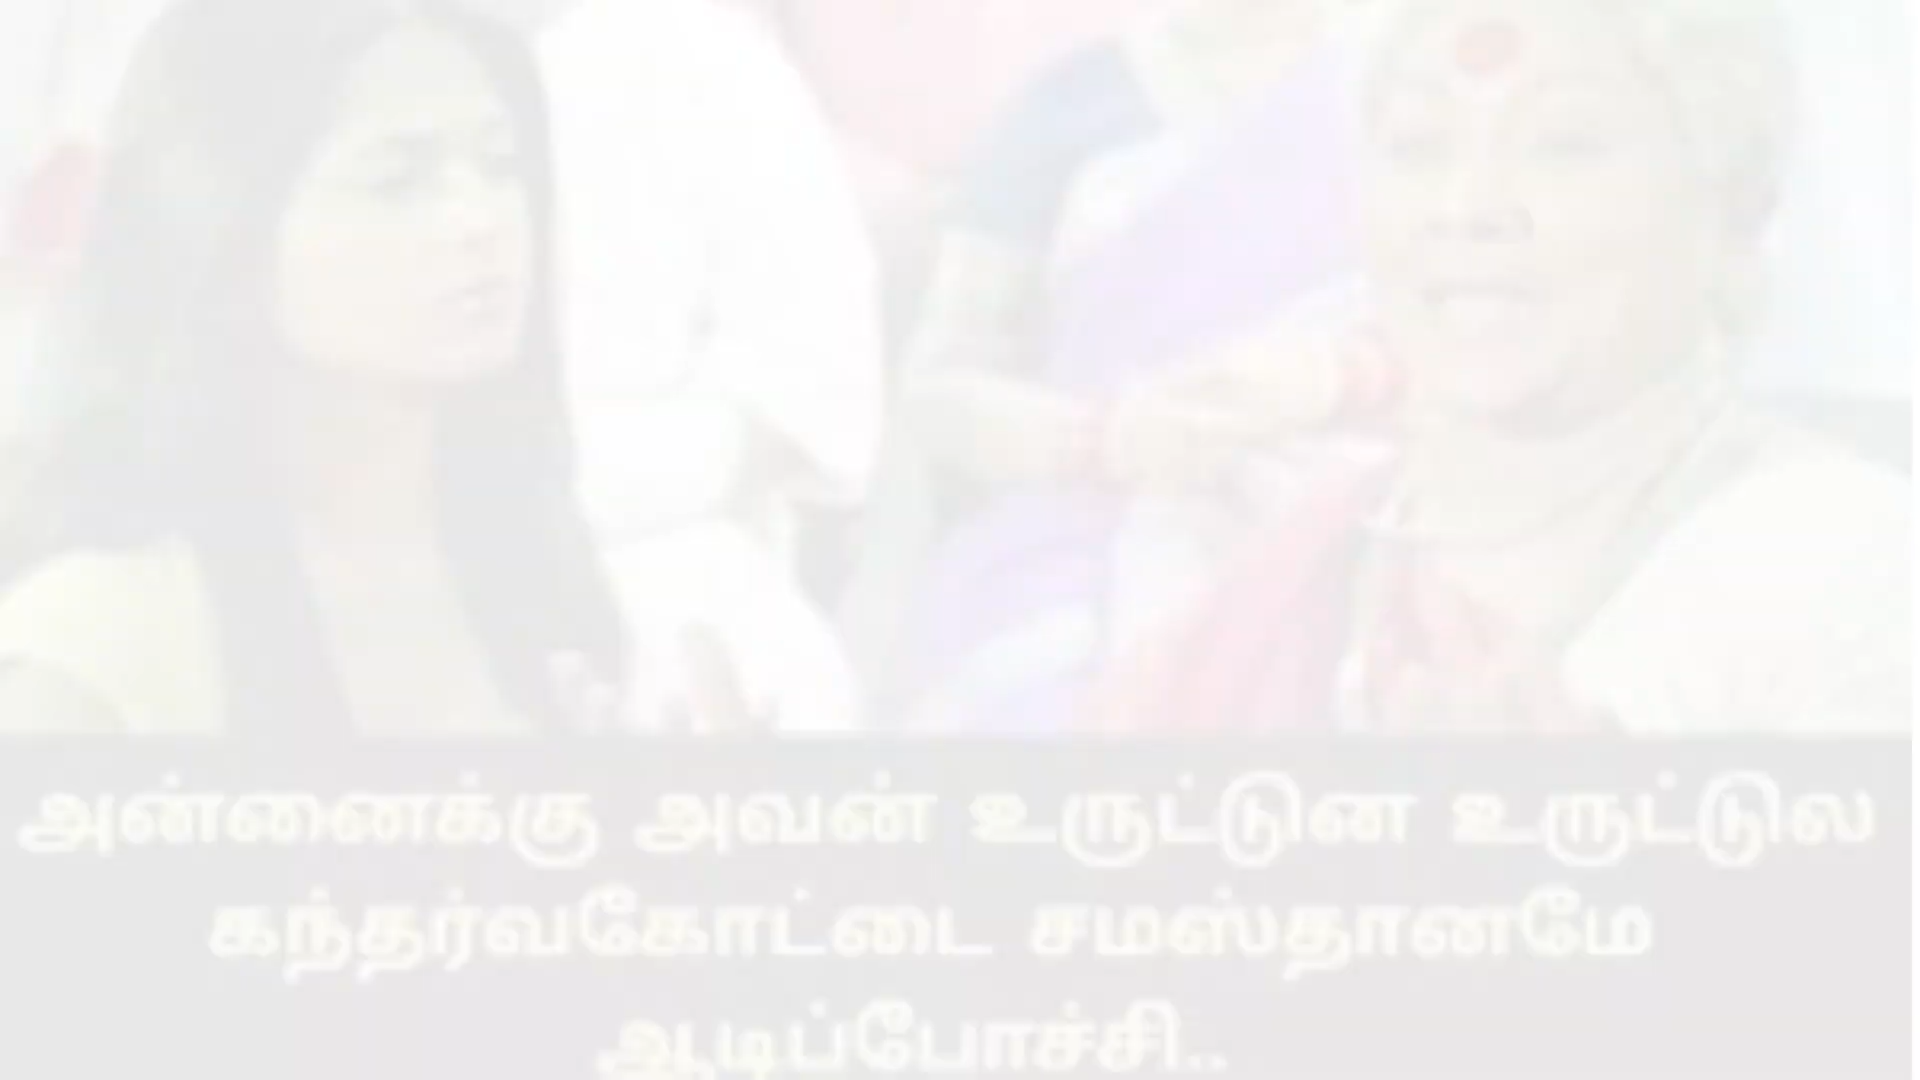 அன்னைக்கு அவன் உருட்டுன உருட்டுல
கந்தர்வகோட்டை சமஸ்தானமே
ஆடிப்போச்சி..